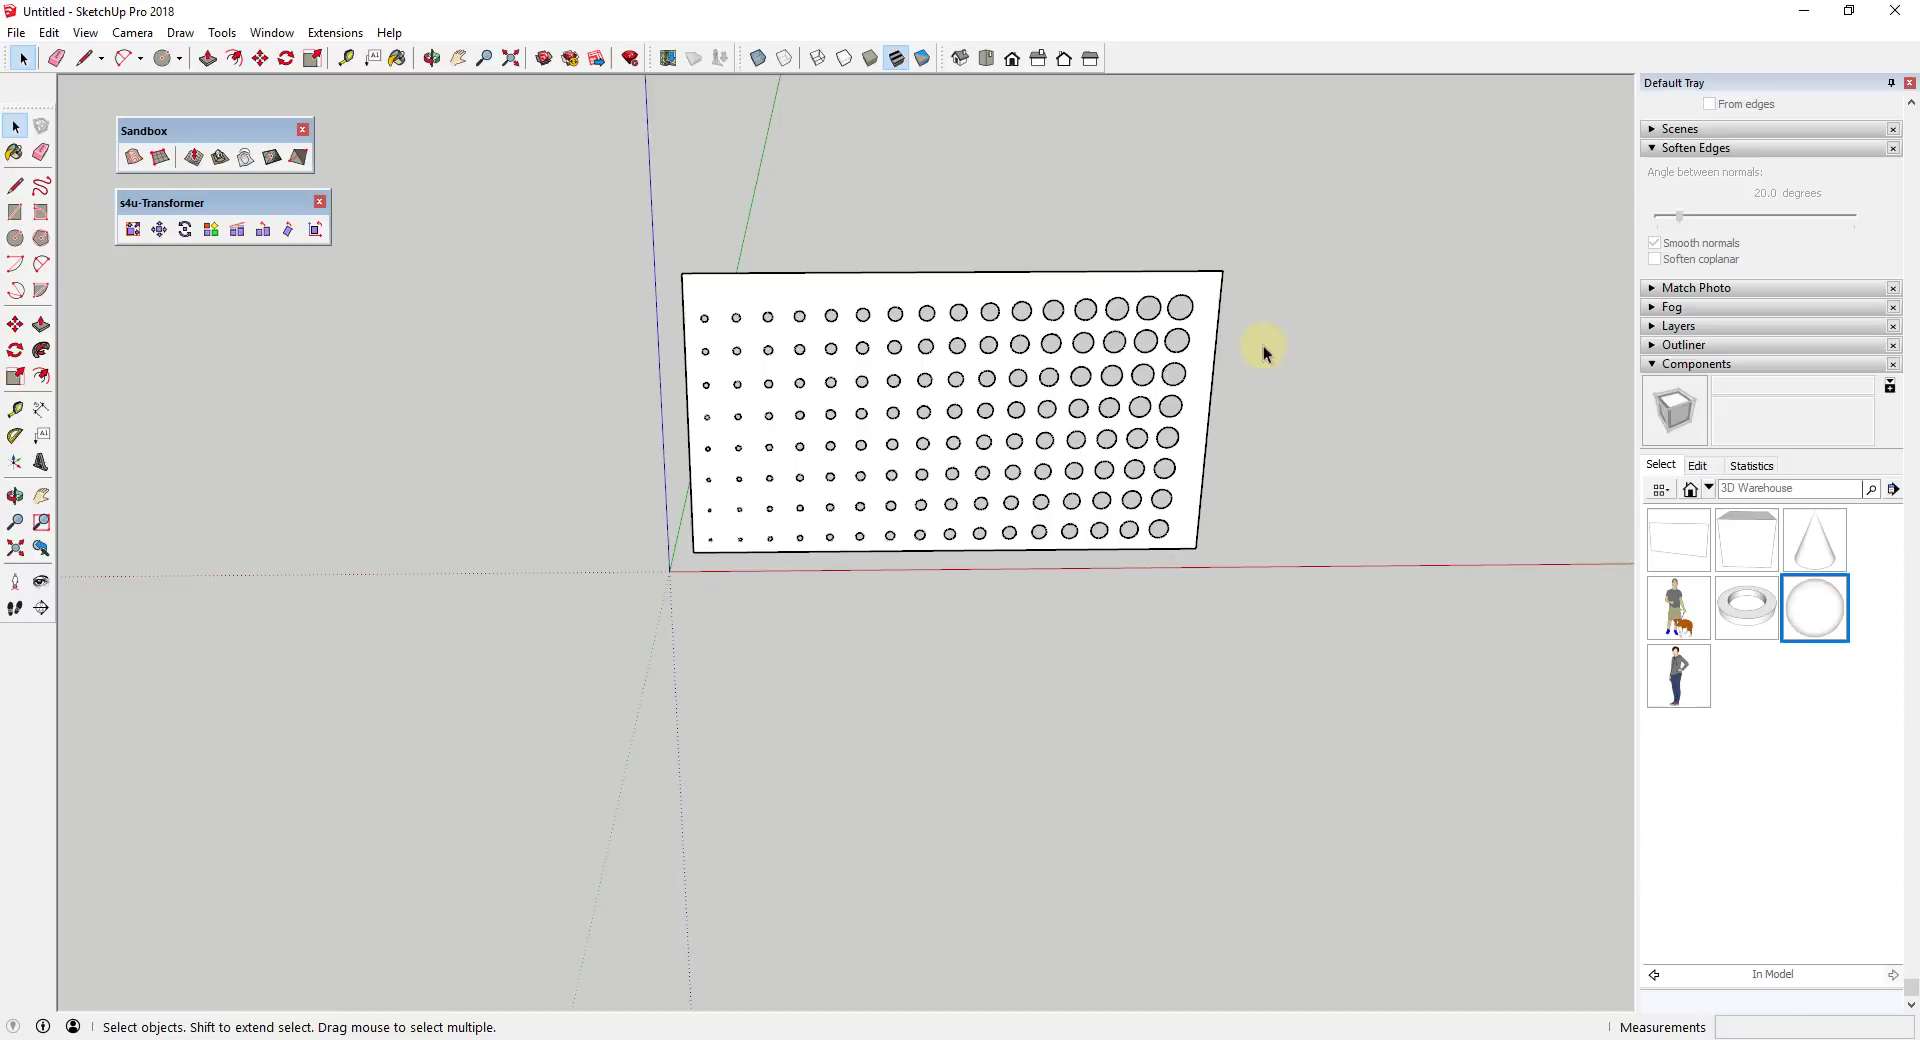 Untitled - SketchUp Pro 2018
File Edit View Camera Draw Tools Window Extensions Help
Default Tray
From edges
Scenes
Soften Edges
Angle between normals:
20.0 degrees
Smooth normals
Soften coplanar
Match Photo
Fog
Layers
Outliner
Components
Select Edit Statistics
3D Warehouse
In Model
Sandbox
s4u-Transformer
Select objects. Shift to extend select. Drag mouse to select multiple.
Measurements